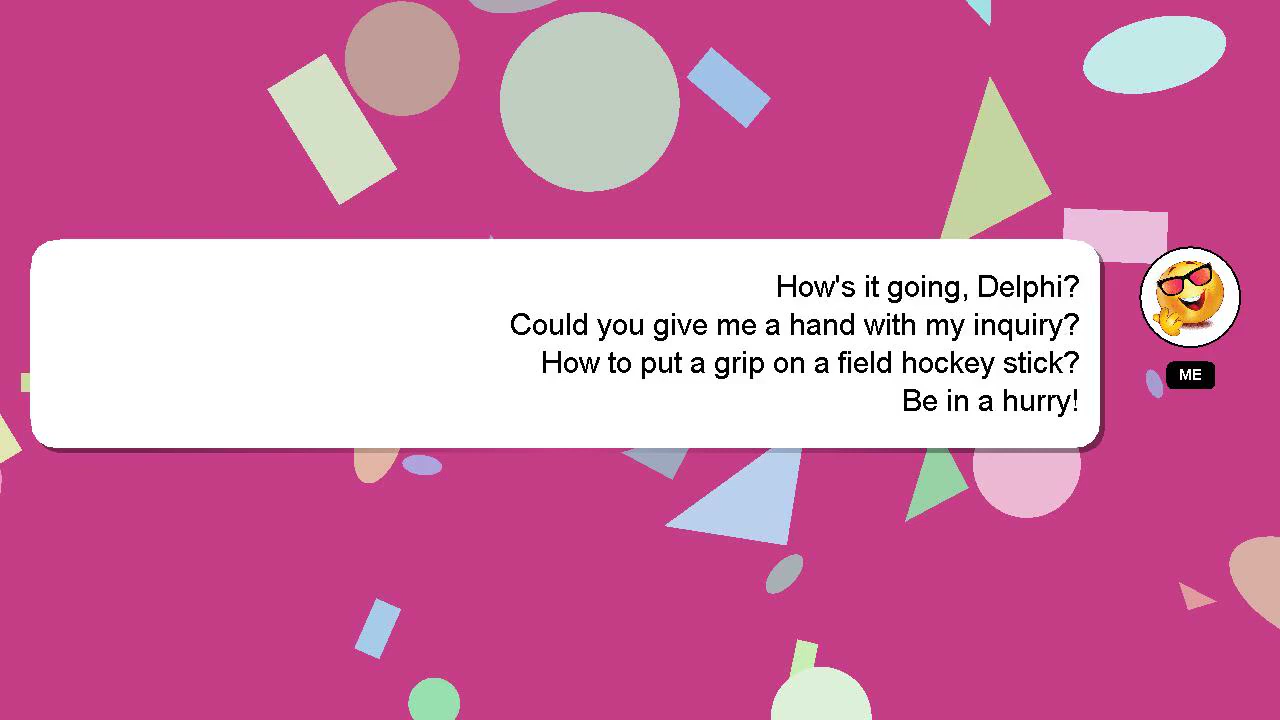 How's it going, Delphi?
Could you give me a hand with my inquiry?
How to put a grip on a field hockey stick?
Be in a hurry!
ME